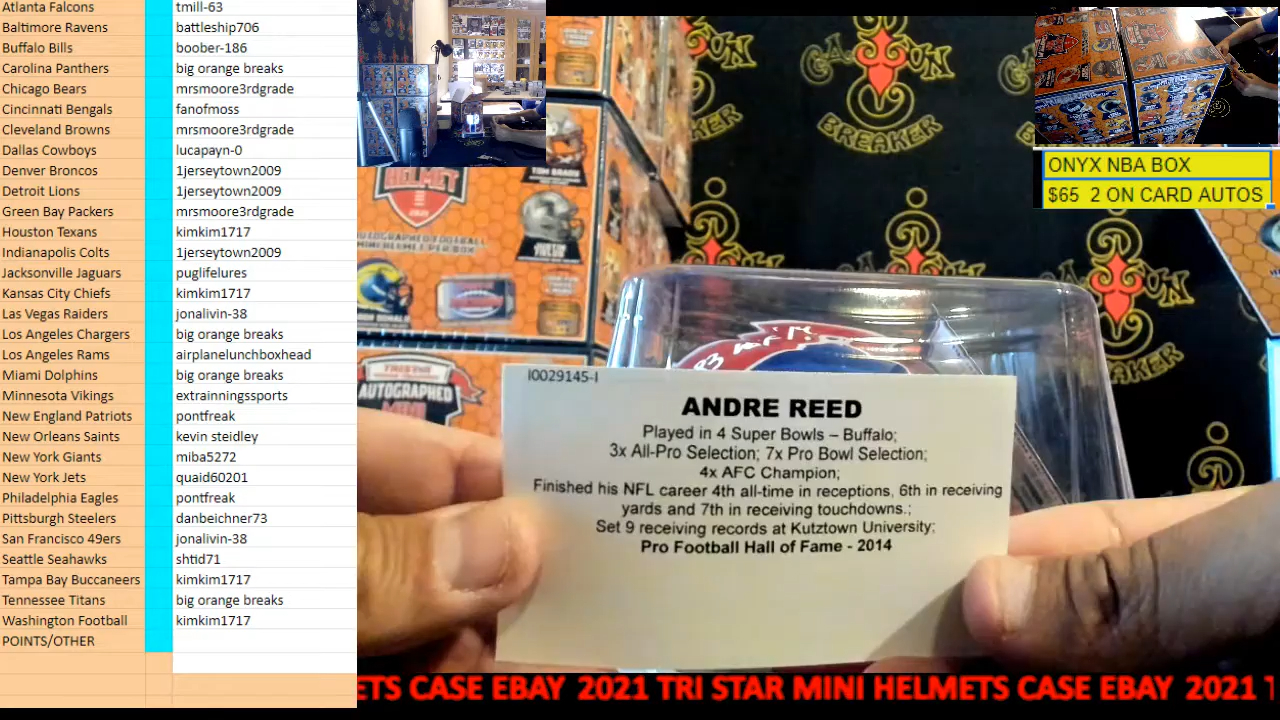 Atlanta Falcons tmill-63
Baltimore Ravens battleship706
Buffalo Bills boober-186
Carolina Panthers big orange breaks
Chicago Bears mrsmoore3rdgrade
Cincinnati Bengals fanofmoss
Cleveland Browns mrsmoore3rdgrade
Dallas Cowboys lucapayn-0
Denver Broncos 1jerseytown2009
Detroit Lions 1jerseytown2009
Green Bay Packers mrsmoore3rdgrade
Houston Texans kimkim1717
Indianapolis Colts 1jerseytown2009
Jacksonville Jaguars puglifelures
Kansas City Chiefs kimkim1717
Las Vegas Raiders jonalivin-38
Los Angeles Chargers big orange breaks
Los Angeles Rams airplanelunchboxhead
Miami Dolphins big orange breaks
Minnesota Vikings extrainningssports
New England Patriots pontfreak
New Orleans Saints kevin steidley
New York Giants miba5272
New York Jets quaid60201
Philadelphia Eagles pontfreak
Pittsburgh Steelers danbeichner73
San Francisco 49ers jonalivin-38
Seattle Seahawks shtid71
Tampa Bay Buccaneers kimkim1717
Tennessee Titans big orange breaks
Washington Football kimkim1717
POINTS/OTHER
ONYX NBA BOX
$65 2 ON CARD AUTOS
HELMET
TOM BRADY
BREAKER
BREAKER
AUTOGRAPHED
I0029145-I
ANDRE REED
Played in 4 Super Bowls – Buffalo;
3x All-Pro Selection; 7x Pro Bowl Selection;
4x AFC Champion;
Finished his NFL career 4th all-time in receptions, 6th in receiving
yards and 7th in receiving touchdowns.;
Set 9 receiving records at Kutztown University;
Pro Football Hall of Fame - 2014
ETS CASE EBAY 2021 TRI STAR MINI HELMETS CASE EBAY 2021 T